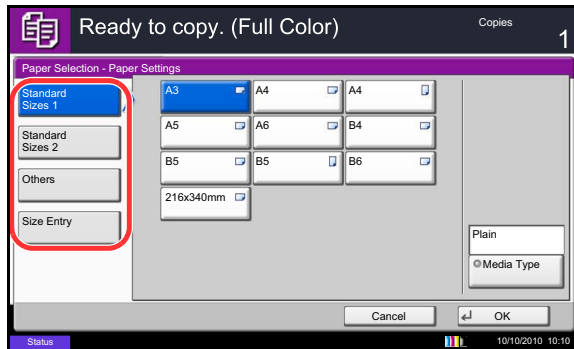 Ready to copy. (Full Color)
Copies
1
Paper Selection - Paper Settings
Standard
Sizes 1
Standard
Sizes 2
Others
Size Entry
A3
A4
A4
A5
A6
B4
B5
B5
B6
216x340mm
Plain
Media Type
Cancel
OK
Status
10/10/2010 10:10